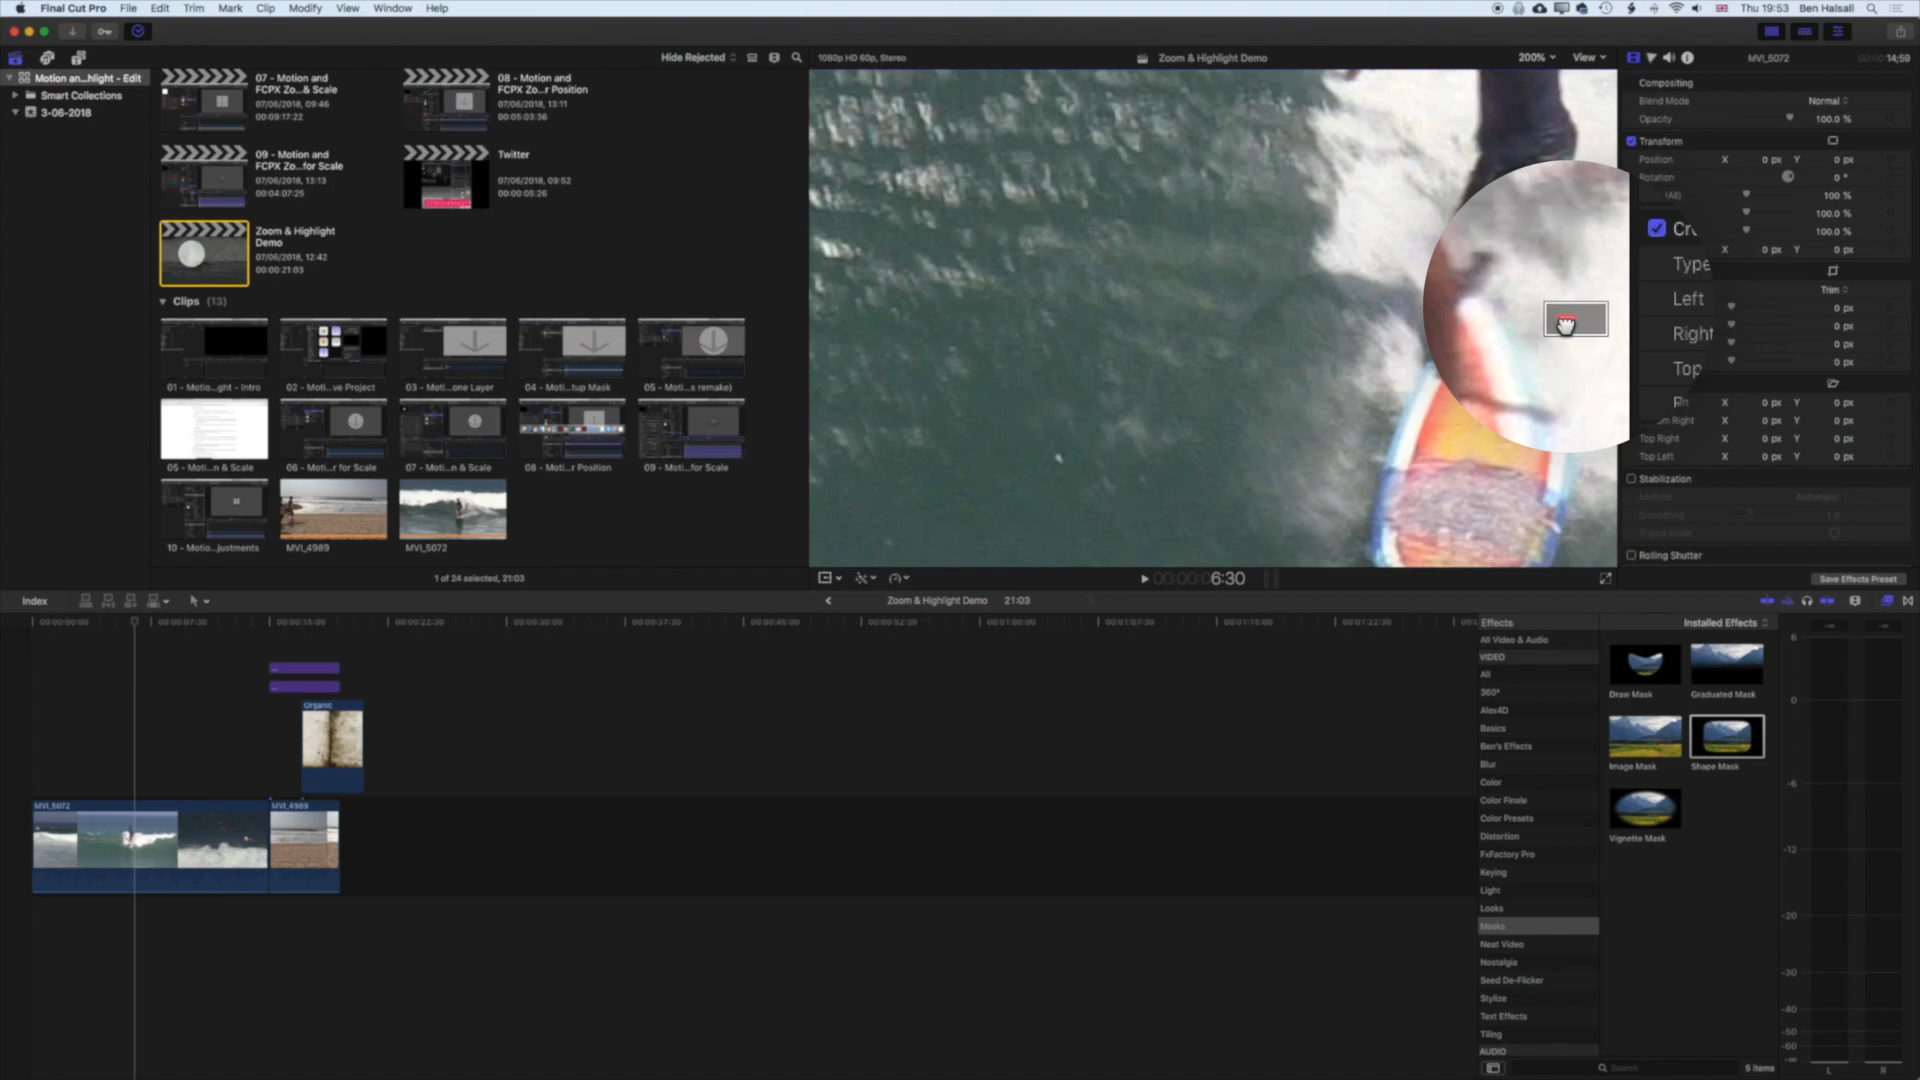 Final Cut Pro File Edit Trim Mark Clip Modify View Window Help
Thu 19:53 Ben Halsall
Hide Rejected
1080p HD 60p, Stereo
Zoom & Highlight Demo
200% View
MVI_5072
14:59
Motion an...hlight - Edit
Smart Collections
3-06-2018
07 - Motion and
FCPX Zo...& Scale
07/06/2018, 09:46
00:09:17:22
08 - Motion and
FCPX Zo...r Position
07/06/2018, 13:11
00:05:03:36
09 - Motion and
FCPX Zo...for Scale
07/06/2018, 13:13
00:04:07:25
Twitter
07/06/2018, 09:52
00:00:05:26
Zoom & Highlight
Demo
07/06/2018, 12:42
00:00:21:03
Clips (13)
01 - Motio...ght - Intro
02 - Moti...ve Project
03 - Moti...one Layer
04 - Moti...tup Mask
05 - Moti...s remake)
05 - Moti...n & Scale
06 - Moti...r for Scale
07 - Moti...n & Scale
08 - Moti...r Position
09 - Moti...for Scale
10 - Motio...justments
MVI_4989
MVI_5072
1 of 24 selected, 21:03
00:00:06:30
Compositing
Blend Mode Normal
Opacity 100.0 %
Transform
Position X 0 px Y 0 px
Rotation 0 °
(All) 100 %
100.0 %
100.0 %
X 0 px Y 0 px
Type
Trim
Left 0 px
Right 0 px
Top 0 px
0 px
X 0 px Y 0 px
m Right X 0 px Y 0 px
Top Right X 0 px Y 0 px
Top Left X 0 px Y 0 px
Stabilization
Method Automatic
Smoothing 1.0
Tripod Mode
Rolling Shutter
Save Effects Preset
Index
Zoom & Highlight Demo 21:03
00:00:00:00 00:00:07:30 00:00:15:00 00:00:22:30 00:00:30:00 00:00:37:30 00:00:45:00 00:00:52:30 00:01:00:00 00:01:07:30 00:01:15:00 00:01:22:30
Organic
MVI_5072
MVI_4989
Effects
Installed Effects
All Video & Audio
VIDEO
All
360°
Alex4D
Basics
Ben's Effects
Blur
Color
Color Finale
Color Presets
Distortion
FxFactory Pro
Keying
Light
Looks
Masks
Neat Video
Nostalgia
Seed De-Flicker
Stylize
Text Effects
Tiling
AUDIO
Draw Mask
Graduated Mask
Image Mask
Shape Mask
Vignette Mask
Search
5 items
6
0
-6
-12
-20
-30
-40
-50
-60
L R